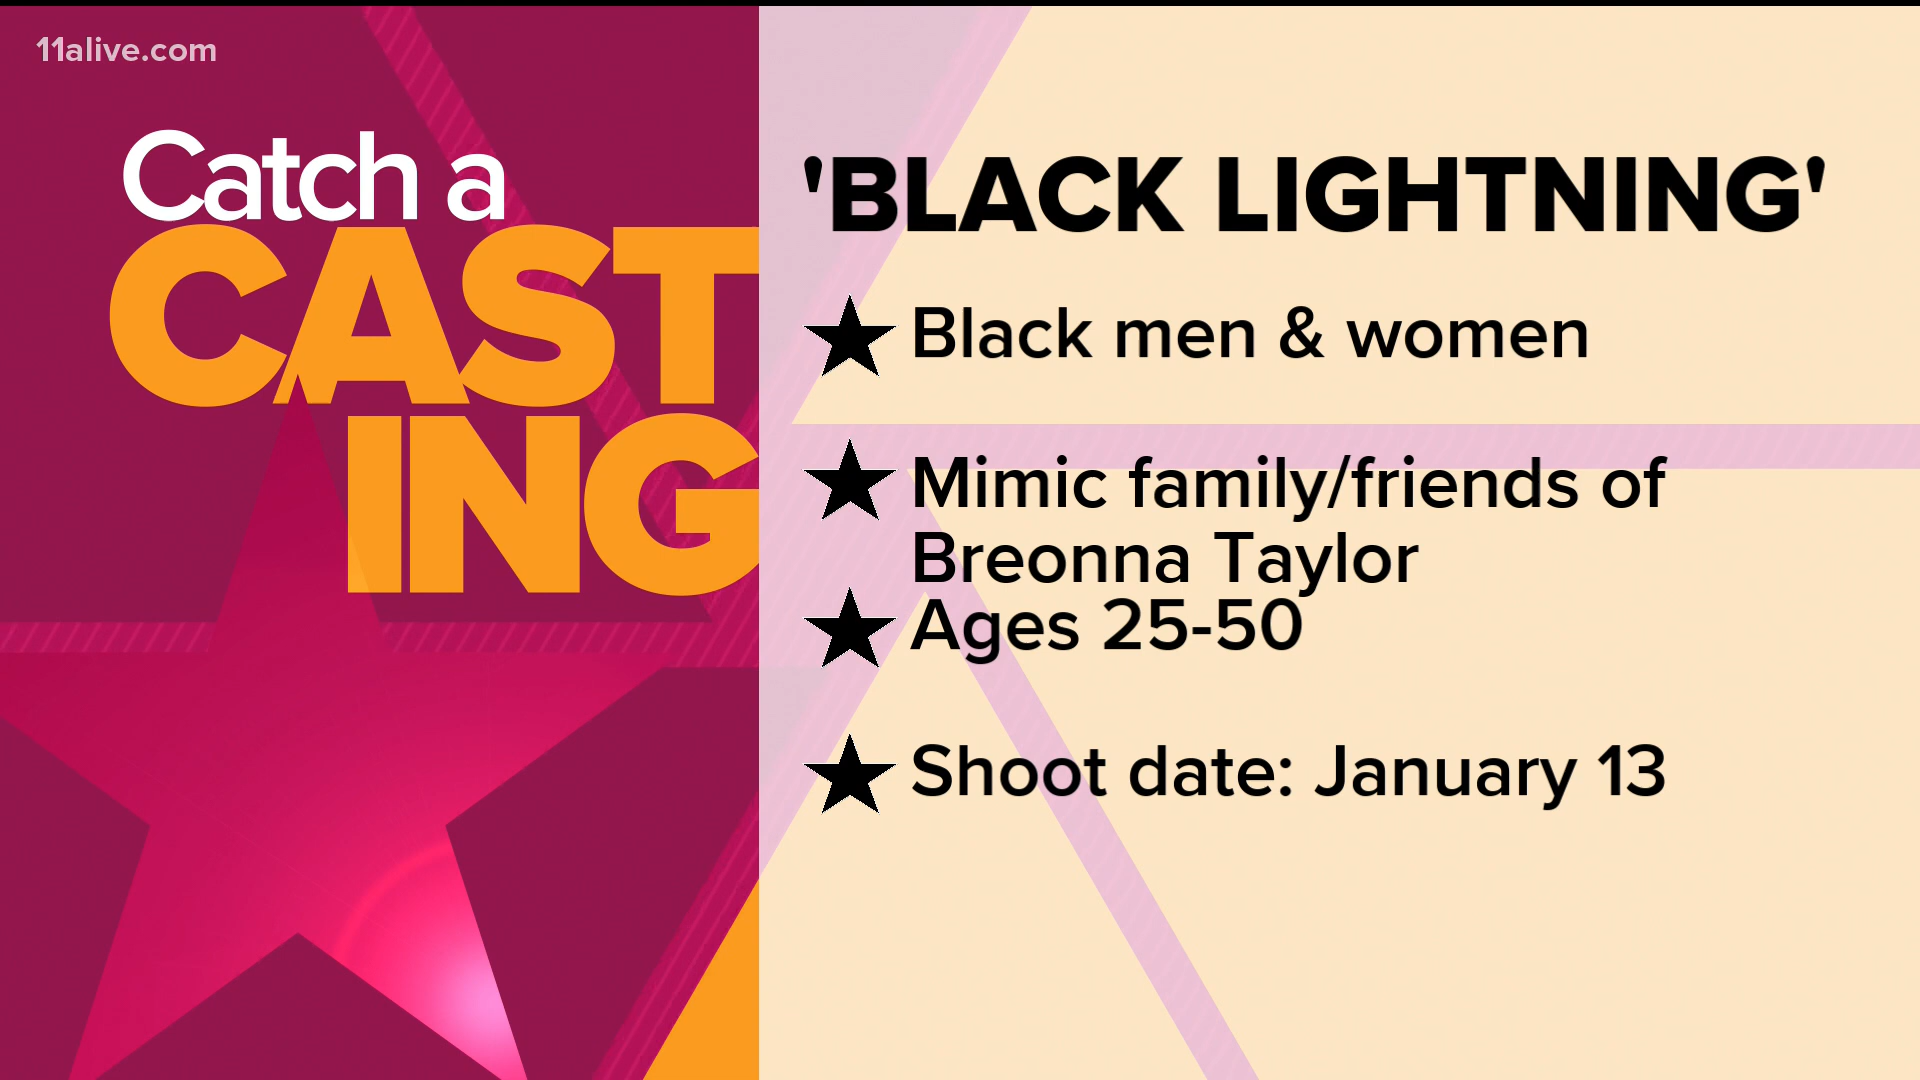 11alive.com
Catch a
CAST
ING
'BLACK LIGHTNING'
Black men & women
Mimic family/friends of
Breonna Taylor
Ages 25-50
Shoot date: January 13